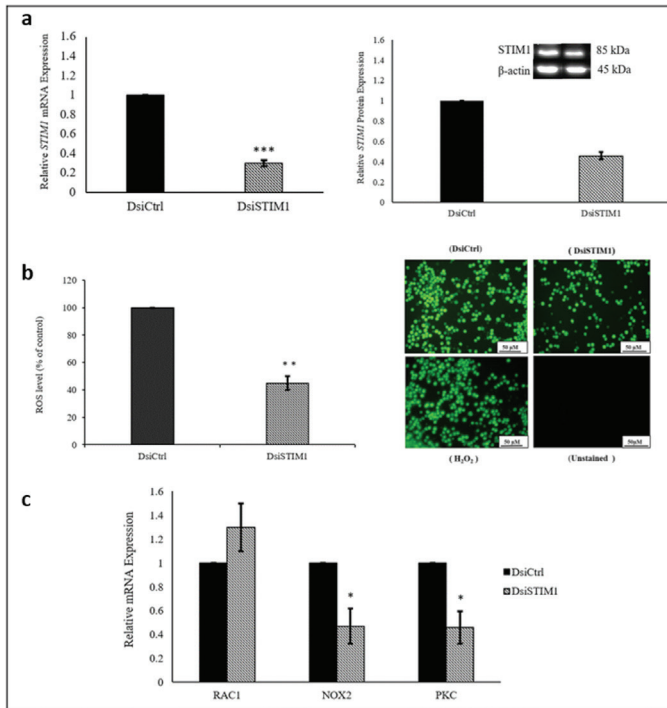 a
Relative STIM1 mRNA Expression
1.6
1.4
1.2
1
0.8
0.6
0.4
0.2
0
***
DsiCtrl DsiSTIM1
Relative STIM1 Protein Expression
1.6
1.4
1.2
1
0.8
0.6
0.4
0.2
0
STIM1 85 kDa
β-actin 45 kDa
DsiCtrl DsiSTIM1
b
ROS level (% of control)
120
100
80
60
40
20
0
**
DsiCtrl DsiSTIM1
(DsiCtrl) ( DsiSTIM1)
50 µM 50 µM
50 µM 50µM
( H₂O₂ ) (Unstained )
c
Relative mRNA Expression
1.6
1.4
1.2
1
0.8
0.6
0.4
0.2
0
* *
RAC1 NOX2 PKC
DsiCtrl
DsiSTIM1